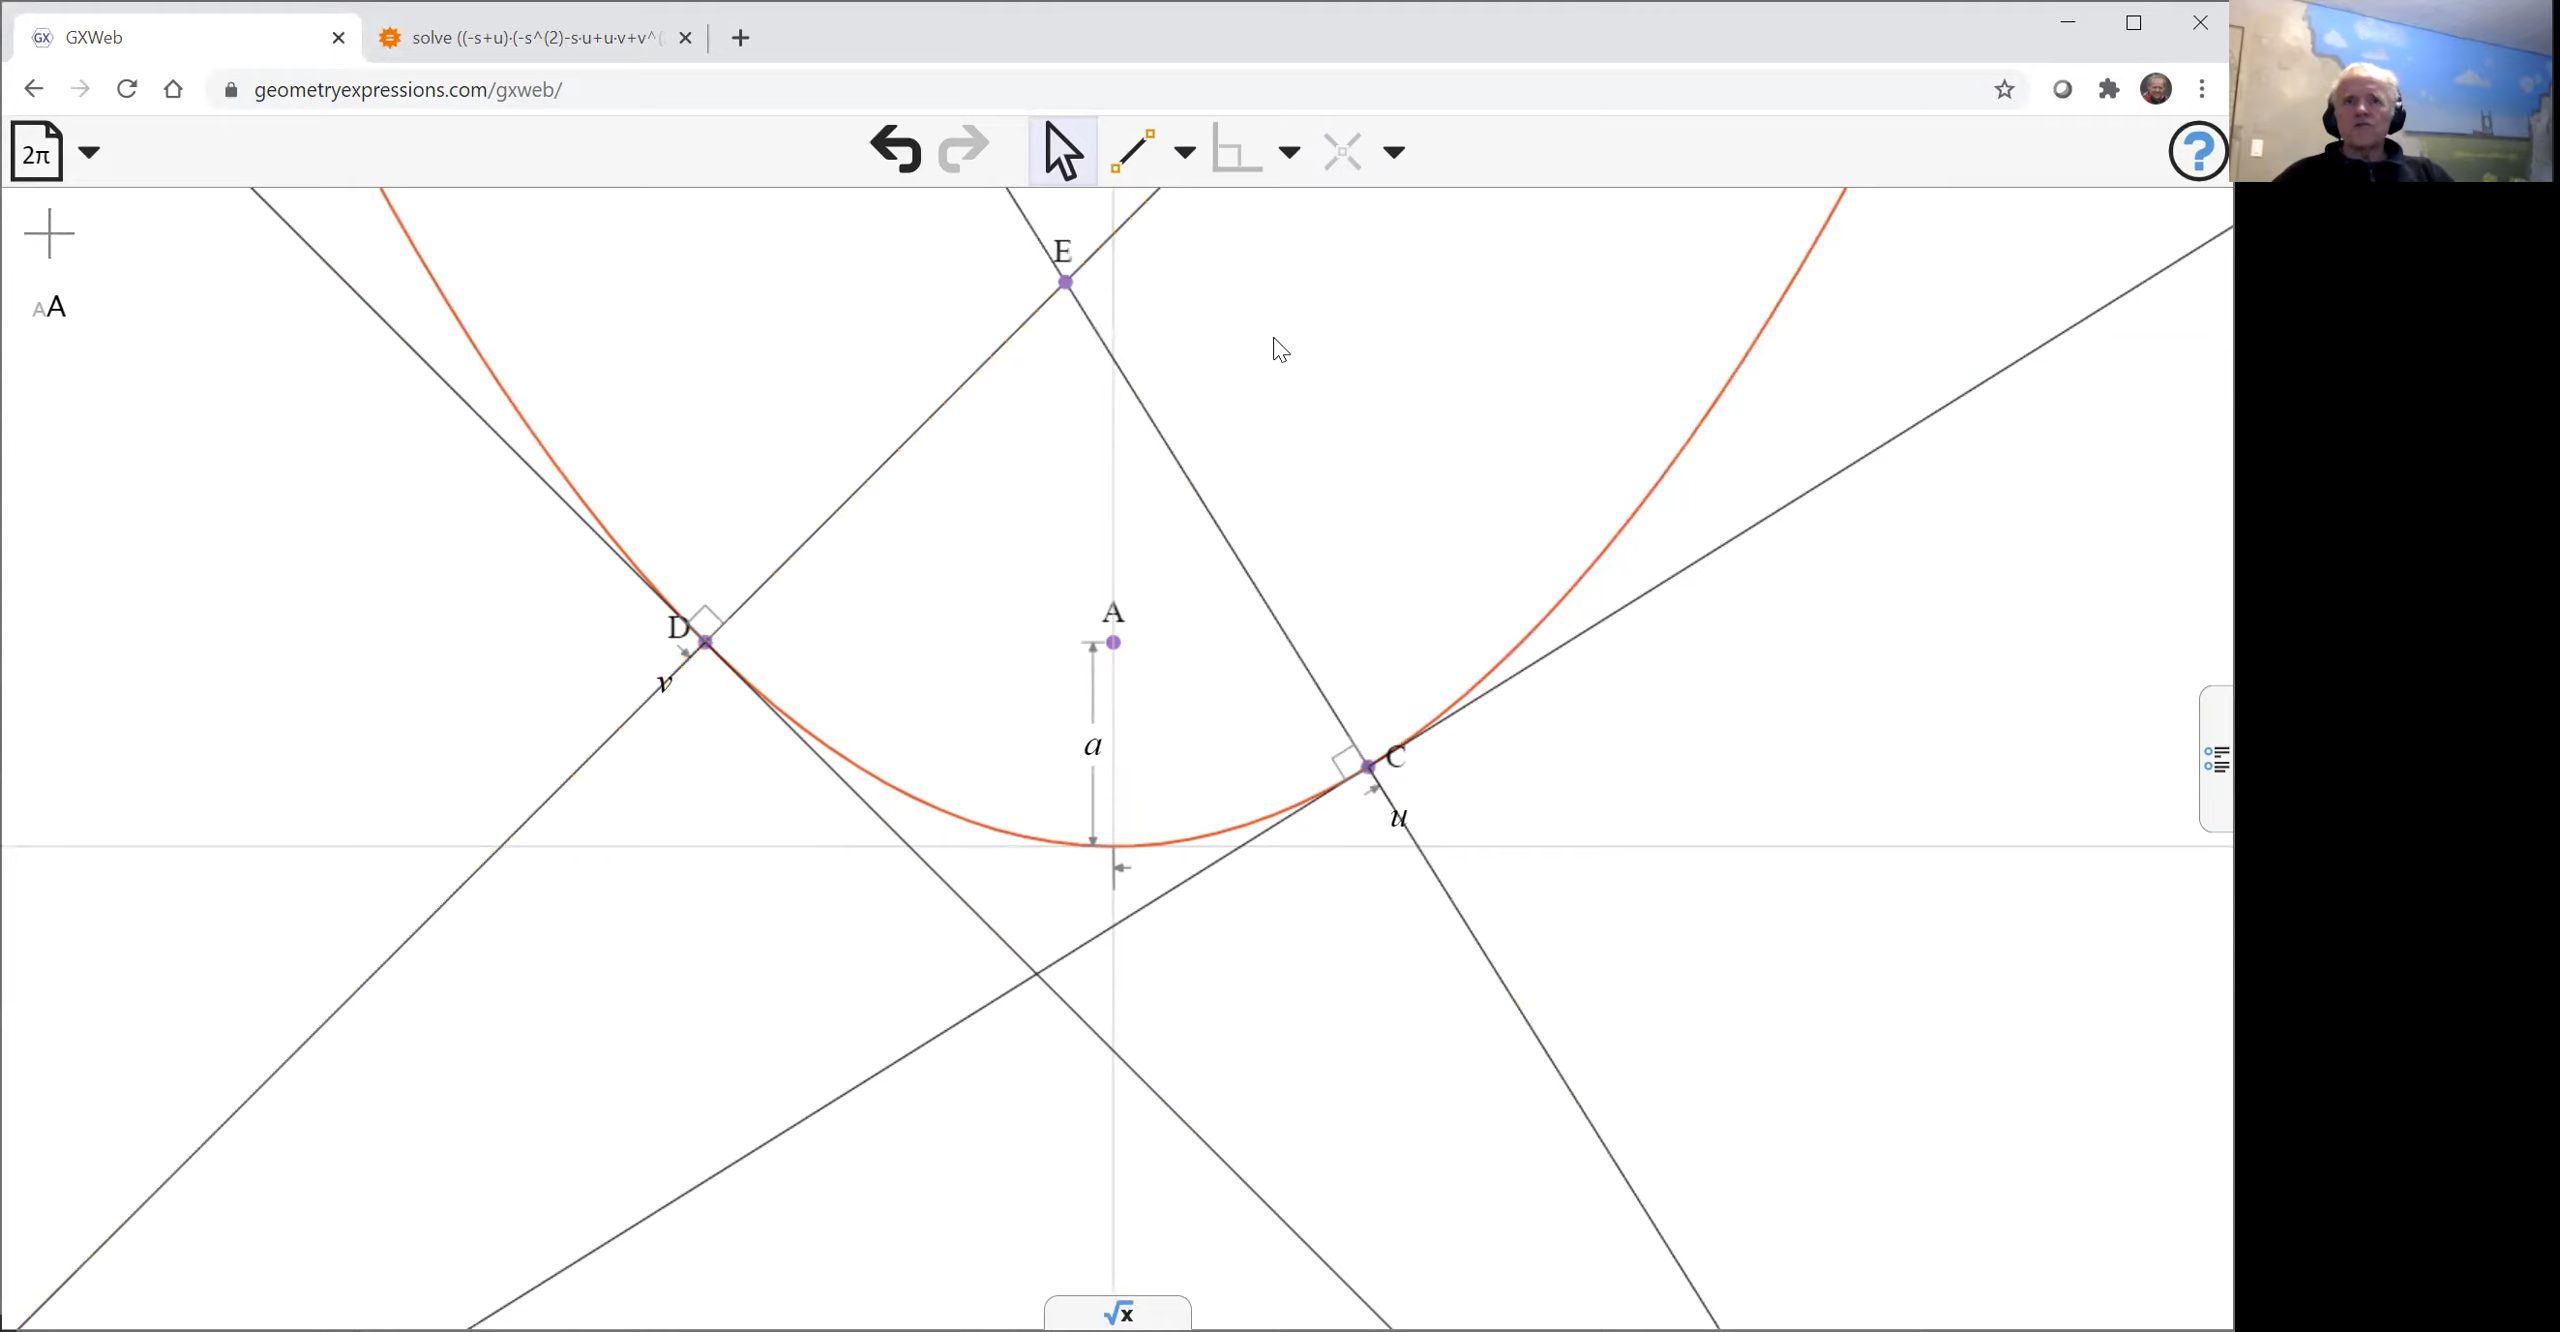 GXWeb
solve ((-s+u)·(-s^(2)-s·u+u·v+v^(
geometryexpressions.com/gxweb/
2π
?
AA
E
A
D
v
a
C
u
√x